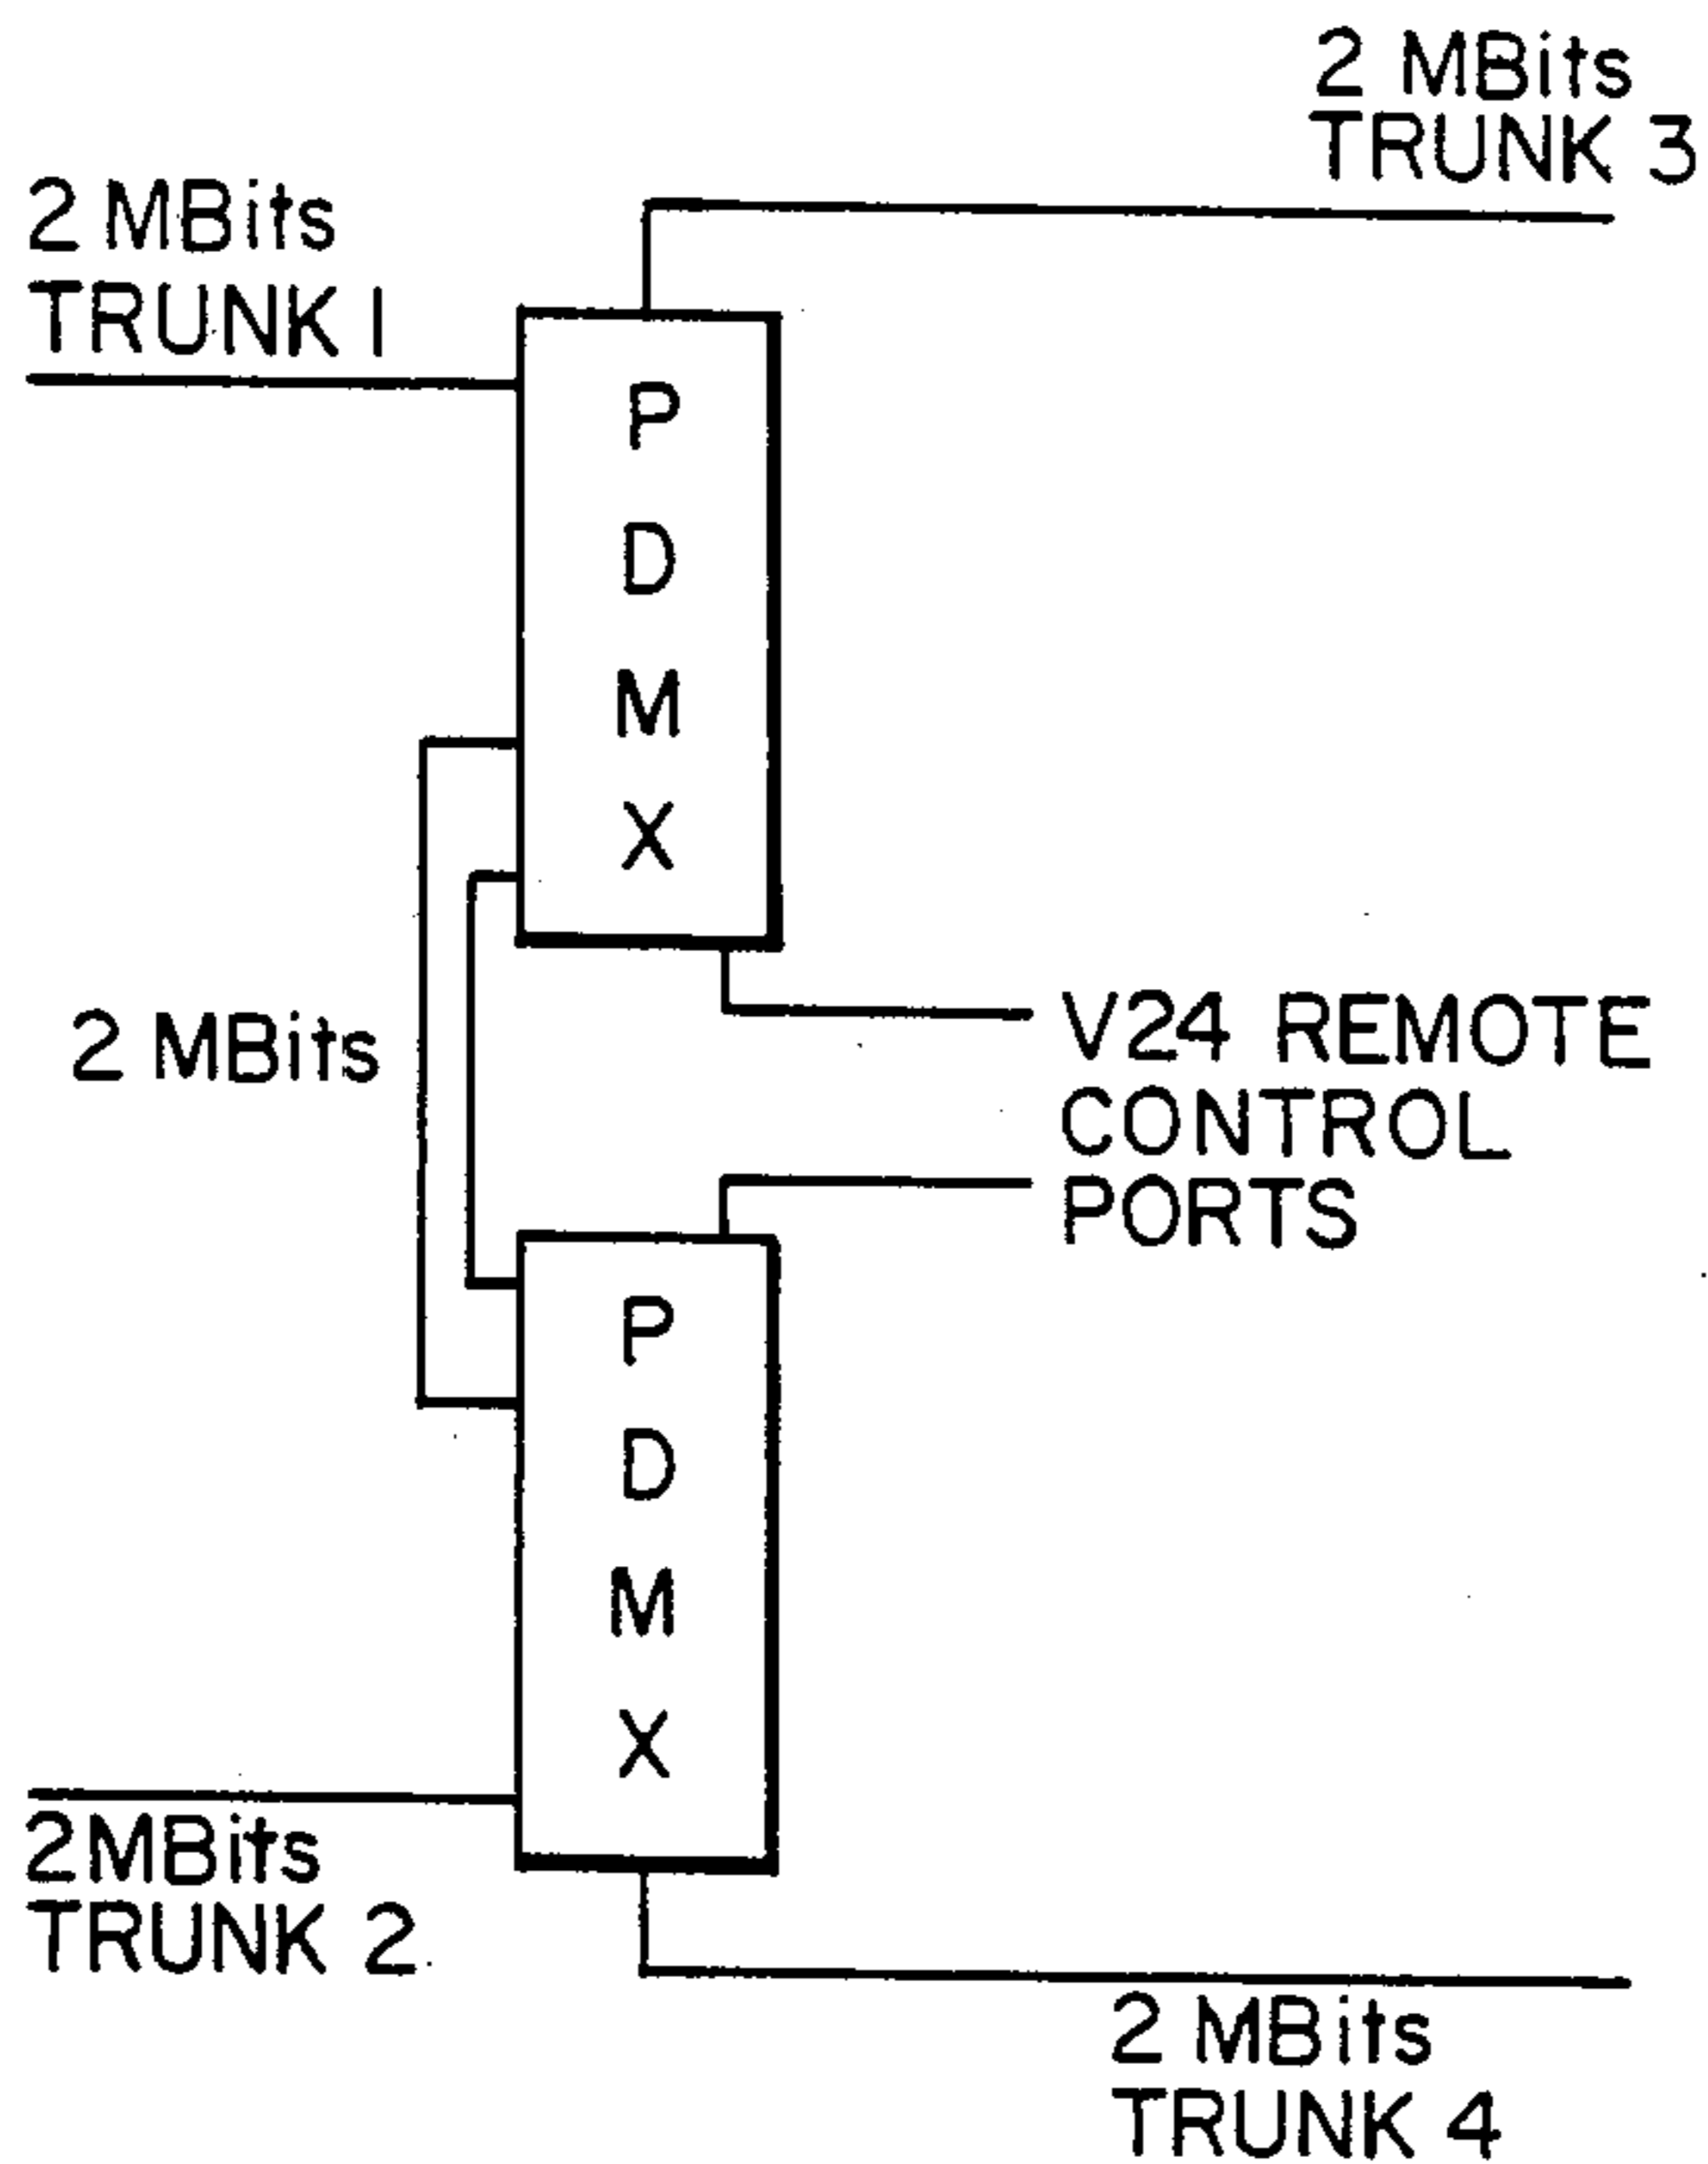 2 MBits
TRUNK 3
2 MBits
TRUNK 1
P
D
M
X
2 MBits
V24 REMOTE
CONTROL
PORTS
P
D
M
X
2MBits
TRUNK 2
2 MBits
TRUNK 4